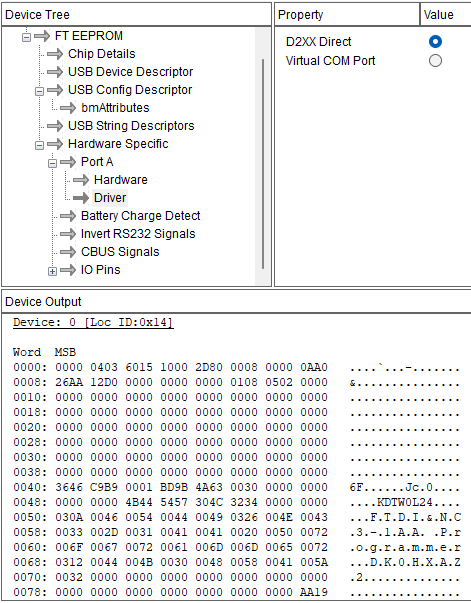 Device Tree
Property Value
FT EEPROM
Chip Details
USB Device Descriptor
USB Config Descriptor
bmAttributes
USB String Descriptors
Hardware Specific
Port A
Hardware
Driver
Battery Charge Detect
Invert RS232 Signals
CBUS Signals
IO Pins
D2XX Direct
Virtual COM Port
Device Output
Device: 0 [Loc ID:0x14]
Word MSB
0000: 0000 0403 6015 1000 2D80 0008 0000 0AA0 ....`...-.......
0008: 26AA 12D0 0000 0000 0000 0108 0502 0000 &...............
0010: 0000 0000 0000 0000 0000 0000 0000 0000 ................
0018: 0000 0000 0000 0000 0000 0000 0000 0000 ................
0020: 0000 0000 0000 0000 0000 0000 0000 0000 ................
0028: 0000 0000 0000 0000 0000 0000 0000 0000 ................
0030: 0000 0000 0000 0000 0000 0000 0000 0000 ................
0038: 0000 0000 0000 0000 0000 0000 0000 0000 ................
0040: 3646 C9B9 0001 BD9B 4A63 0030 0000 0000 6F......Jc.0....
0048: 0000 0000 4B44 5457 304C 3234 0000 0000 ....KDTW0L24....
0050: 030A 0046 0054 0044 0049 0326 004E 0043 ...F.T.D.I.&.N.C
0058: 0033 002D 0031 0041 0041 0020 0050 0072 .3.-.1.A.A. .P.r
0060: 006F 0067 0072 0061 006D 006D 0065 0072 .o.g.r.a.m.m.e.r
0068: 0312 0044 004B 0030 0048 0058 0041 005A ...D.K.0.H.X.A.Z
0070: 0032 0000 0000 0000 0000 0000 0000 0000 .2..............
0078: 0000 0000 0000 0000 0000 0000 0000 AA19 ................